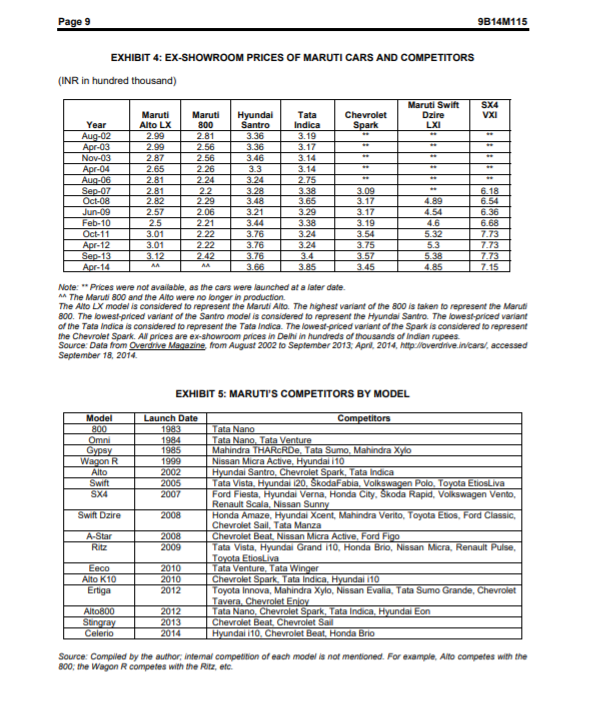 Page 9 9B14M115
EXHIBIT 4: EX-SHOWROOM PRICES OF MARUTI CARS AND COMPETITORS
(INR in hundred thousand)
Year Maruti Alto LX Maruti 800 Hyundai Santro Tata Indica Chevrolet Spark Maruti Swift Dzire LXI SX4 VXI
Aug-02 2.99 2.81 3.36 3.19 ** ** **
Apr-03 2.99 2.56 3.36 3.17 ** ** **
Nov-03 2.87 2.56 3.46 3.14 ** ** **
Apr-04 2.65 2.26 3.3 3.14 ** ** **
Aug-06 2.81 2.24 3.24 2.75 ** ** **
Sep-07 2.81 2.2 3.28 3.38 3.09 ** 6.18
Oct-08 2.82 2.29 3.48 3.65 3.17 4.89 6.54
Jun-09 2.57 2.06 3.21 3.29 3.17 4.54 6.36
Feb-10 2.5 2.21 3.44 3.38 3.19 4.6 6.68
Oct-11 3.01 2.22 3.76 3.24 3.54 5.32 7.73
Apr-12 3.01 2.22 3.76 3.24 3.75 5.3 7.73
Sep-13 3.12 2.42 3.76 3.4 3.57 5.38 7.73
Apr-14 ^^ ^^ 3.66 3.85 3.45 4.85 7.15
Note: ** Prices were not available, as the cars were launched at a later date.
^^ The Maruti 800 and the Alto were no longer in production.
The Alto LX model is considered to represent the Maruti Alto. The highest variant of the 800 is taken to represent the Maruti
800. The lowest-priced variant of the Santro model is considered to represent the Hyundai Santro. The lowest-priced variant
of the Tata Indica is considered to represent the Tata Indica. The lowest-priced variant of the Spark is considered to represent
the Chevrolet Spark. All prices are ex-showroom prices in Delhi in hundreds of thousands of Indian rupees.
Source: Data from Overdrive Magazine, from August 2002 to September 2013; April, 2014, http://overdrive.in/cars/, accessed
September 18, 2014.
EXHIBIT 5: MARUTI'S COMPETITORS BY MODEL
Model Launch Date Competitors
800 1983 Tata Nano
Omni 1984 Tata Nano, Tata Venture
Gypsy 1985 Mahindra THARcRDe, Tata Sumo, Mahindra Xylo
Wagon R 1999 Nissan Micra Active, Hyundai i10
Alto 2002 Hyundai Santro, Chevrolet Spark, Tata Indica
Swift 2005 Tata Vista, Hyundai i20, ŠkodaFabia, Volkswagen Polo, Toyota EtiosLiva
SX4 2007 Ford Fiesta, Hyundai Verna, Honda City, Škoda Rapid, Volkswagen Vento,
Renault Scala, Nissan Sunny
Swift Dzire 2008 Honda Amaze, Hyundai Xcent, Mahindra Verito, Toyota Etios, Ford Classic,
Chevrolet Sail, Tata Manza
A-Star 2008 Chevrolet Beat, Nissan Micra Active, Ford Figo
Ritz 2009 Tata Vista, Hyundai Grand i10, Honda Brio, Nissan Micra, Renault Pulse,
Toyota EtiosLiva
Eeco 2010 Tata Venture, Tata Winger
Alto K10 2010 Chevrolet Spark, Tata Indica, Hyundai i10
Ertiga 2012 Toyota Innova, Mahindra Xylo, Nissan Evalia, Tata Sumo Grande, Chevrolet
Tavera, Chevrolet Enjoy
Alto800 2012 Tata Nano, Chevrolet Spark, Tata Indica, Hyundai Eon
Stingray 2013 Chevrolet Beat, Chevrolet Sail
Celerio 2014 Hyundai i10, Chevrolet Beat, Honda Brio
Source: Compiled by the author; internal competition of each model is not mentioned. For example, Alto competes with the
800; the Wagon R competes with the Ritz, etc.